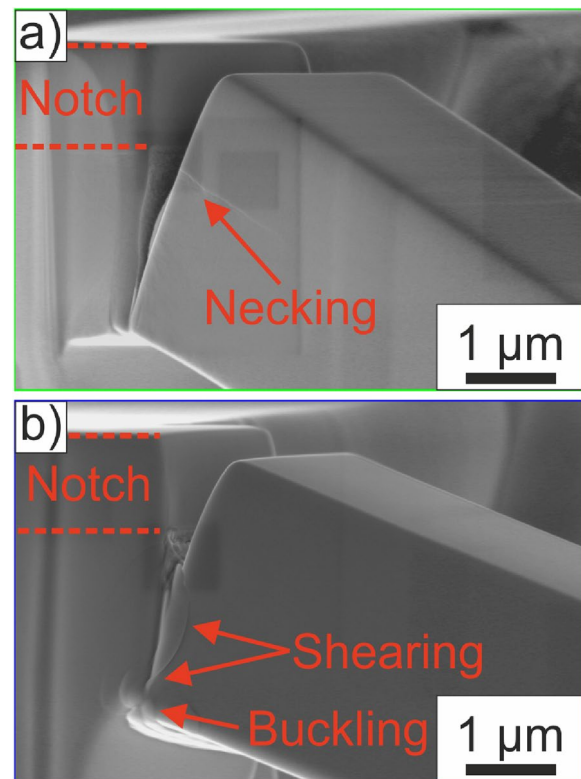 a)
Notch
Necking
1 µm
b)
Notch
Shearing
Buckling
1 µm